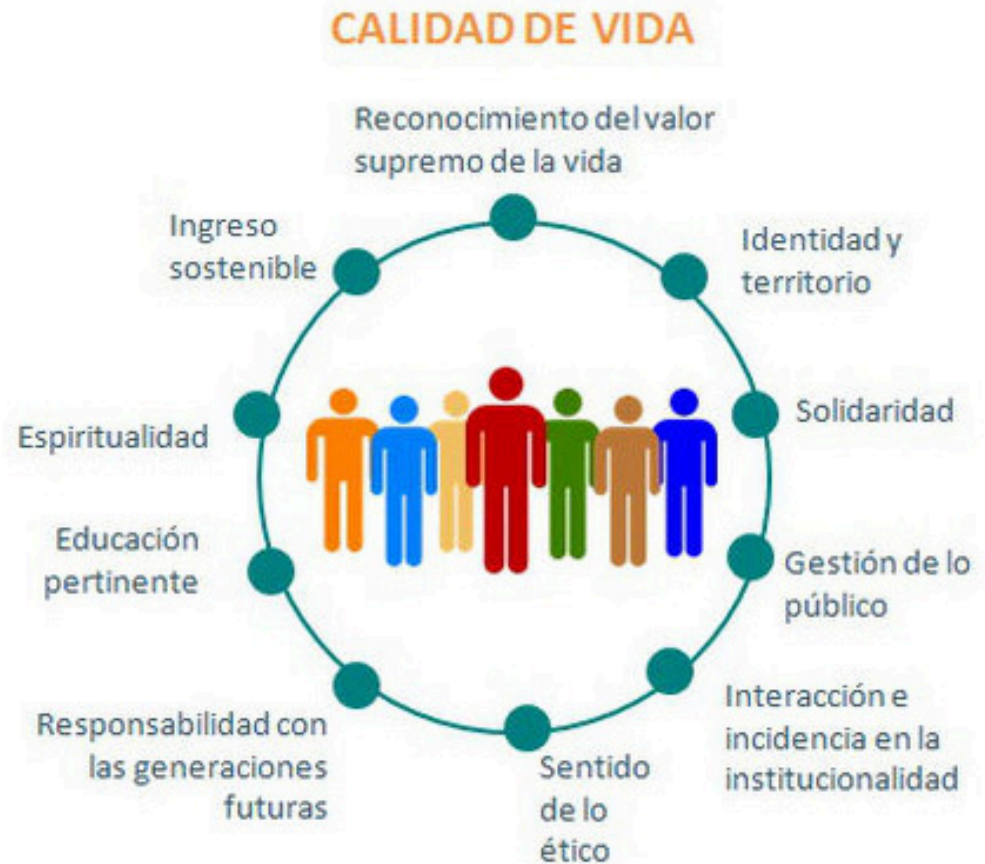 CALIDAD DE VIDA
Reconocimiento del valor
supremo de la vida
Identidad y
territorio
Solidaridad
Gestión de lo
público
Interacción e
incidencia en la
institucionalidad
Sentido
de lo
ético
Responsabilidad con
las generaciones
futuras
Educación
pertinente
Espiritualidad
Ingreso
sostenible